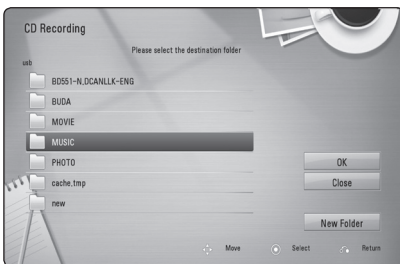 CD Recording
Please select the destination folder
usb
BD551-N,DCANLLK-ENG
BUDA
MOVIE
MUSIC
PHOTO
cache.tmp
new
OK
Close
New Folder
Move Select Return